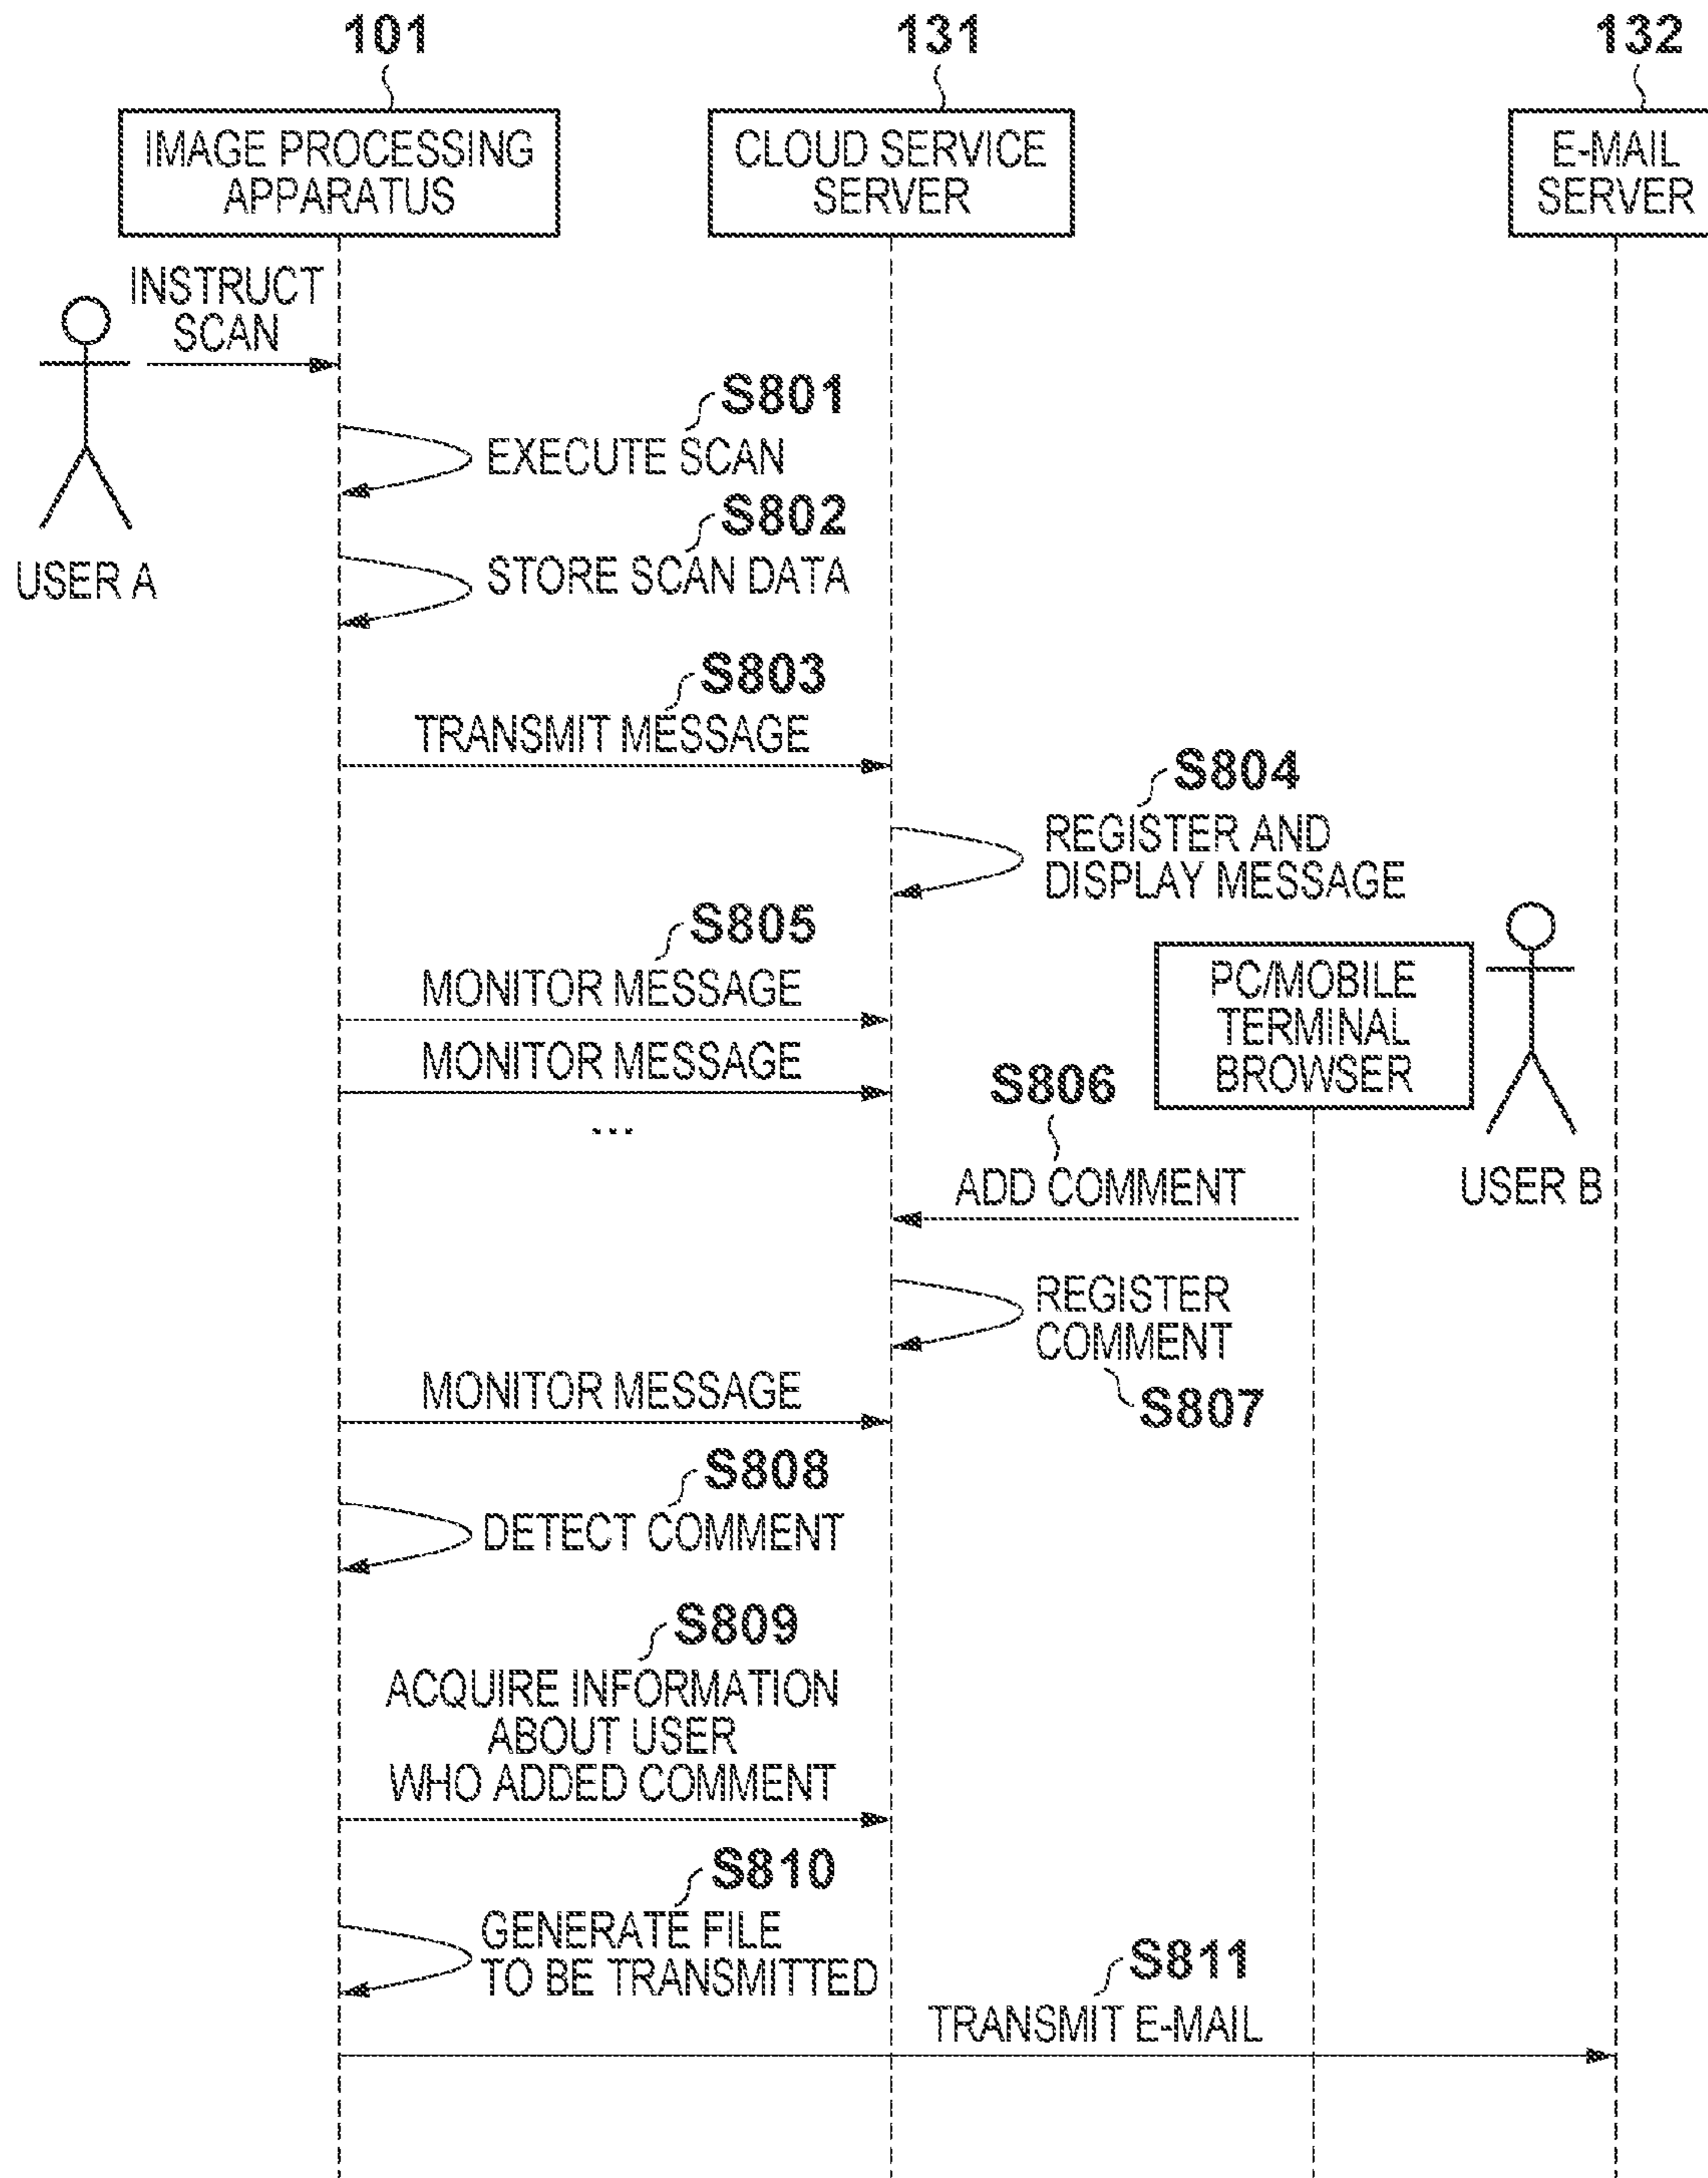 101
131
132
IMAGE PROCESSING
APPARATUS
CLOUD SERVICE
SERVER
E-MAIL
SERVER
INSTRUCT
SCAN
USER A
S801
EXECUTE SCAN
S802
STORE SCAN DATA
S803
TRANSMIT MESSAGE
S804
REGISTER AND
DISPLAY MESSAGE
S805
MONITOR MESSAGE
MONITOR MESSAGE
...
PC/MOBILE
TERMINAL
BROWSER
USER B
S806
ADD COMMENT
REGISTER
COMMENT
S807
MONITOR MESSAGE
S808
DETECT COMMENT
S809
ACQUIRE INFORMATION
ABOUT USER
WHO ADDED COMMENT
S810
GENERATE FILE
TO BE TRANSMITTED
S811
TRANSMIT E-MAIL